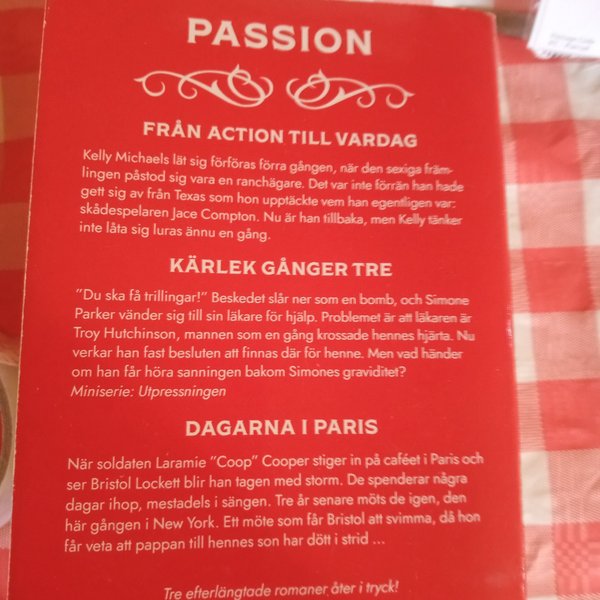 PASSION
FRÅN ACTION TILL VARDAG
Kelly Michaels lät sig förföras förra gången, när den sexiga främ-
lingen påstod sig vara en ranchägare. Det var inte förrän han hade
gett sig av från Texas som hon upptäckte vem han egentligen var:
skådespelaren Jace Compton. Nu är han tillbaka, men Kelly tänker
inte låta sig luras ännu en gång.
KÄRLEK GÅNGER TRE
”Du ska få trillingar!” Beskedet slår ner som en bomb, och Simone
Parker vänder sig till sin läkare för hjälp. Problemet är att läkaren är
Troy Hutchinson, mannen som en gång krossade hennes hjärta. Nu
verkar han fast besluten att finnas där för henne. Men vad händer
om han får höra sanningen bakom Simones graviditet?
Miniserie: Utpressningen
DAGARNA I PARIS
När soldaten Laramie ”Coop” Cooper stiger in på caféet i Paris och
ser Bristol Lockett blir han tagen med storm. De spenderar några
dagar ihop, mestadels i sängen. Tre år senare möts de igen, den
här gången i New York. Ett möte som får Bristol att svimma, då hon
får veta att pappan till hennes son har dött i strid ...
Tre efterlängtade romaner åter i tryck!